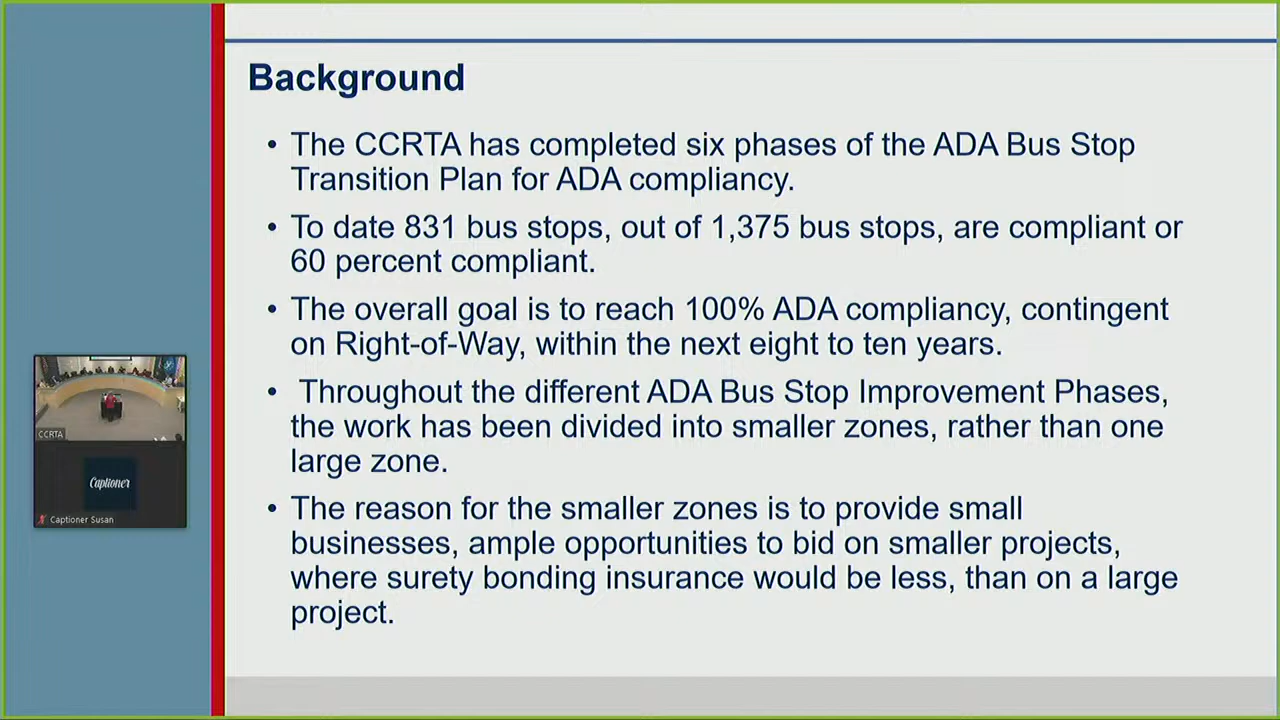 Background
• The CCRTA has completed six phases of the ADA Bus Stop
Transition Plan for ADA compliancy.
• To date 831 bus stops, out of 1,375 bus stops, are compliant or
60 percent compliant.
• The overall goal is to reach 100% ADA compliancy, contingent
on Right-of-Way, within the next eight to ten years.
• Throughout the different ADA Bus Stop Improvement Phases,
the work has been divided into smaller zones, rather than one
large zone.
• The reason for the smaller zones is to provide small
businesses, ample opportunities to bid on smaller projects,
where surety bonding insurance would be less, than on a large
project.
CCRTA
Captioner
Captioner Susan